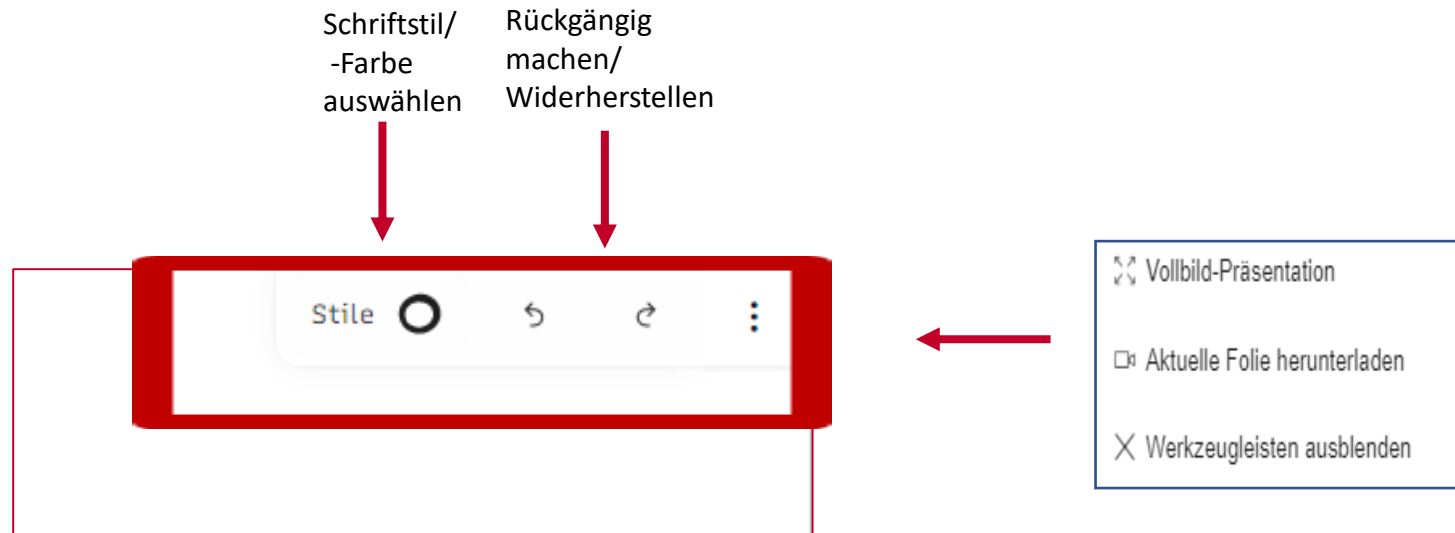 Schriftstil/
-Farbe
auswählen
Rückgängig
machen/
Widerherstellen
Stile
Vollbild-Präsentation
Aktuelle Folie herunterladen
Werkzeugleisten ausblenden